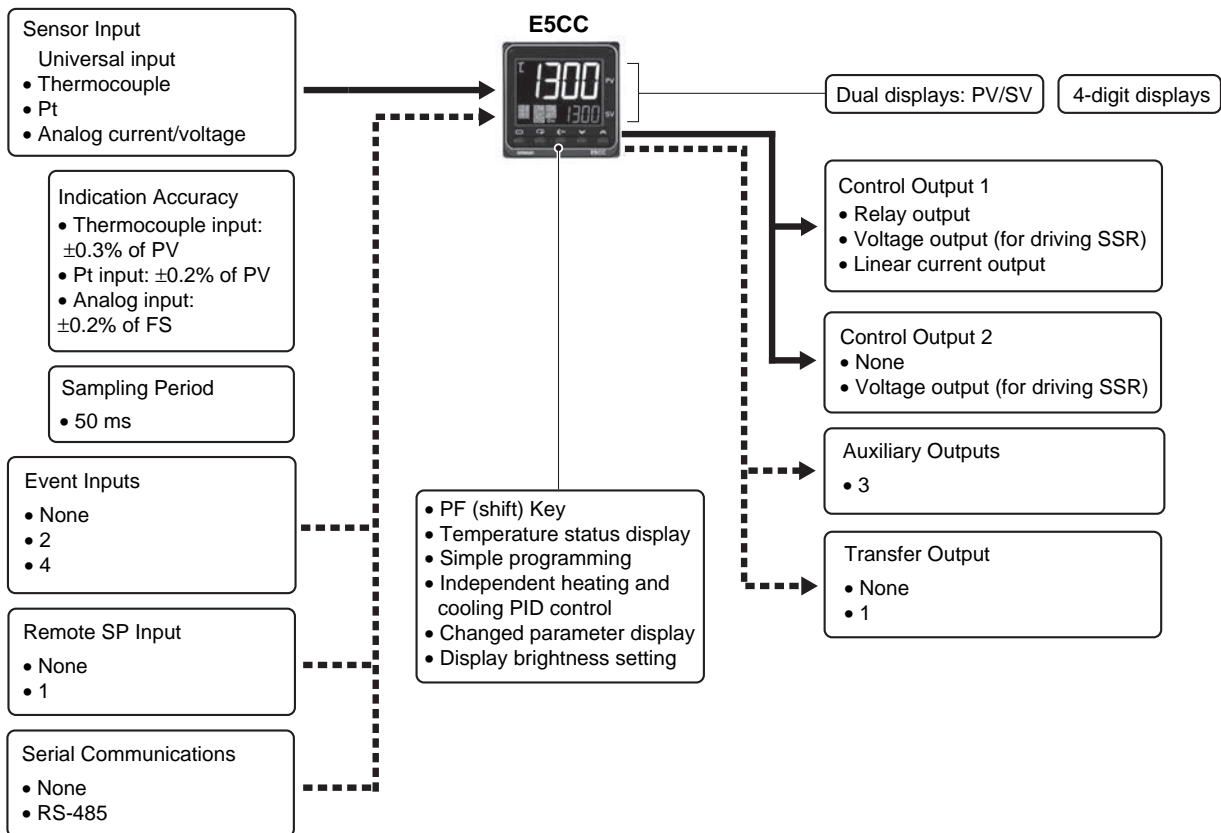 Sensor Input
Universal input
• Thermocouple
• Pt
• Analog current/voltage
Indication Accuracy
• Thermocouple input:
±0.3% of PV
• Pt input: ±0.2% of PV
• Analog input:
±0.2% of FS
Sampling Period
• 50 ms
Event Inputs
• None
• 2
• 4
Remote SP Input
• None
• 1
Serial Communications
• None
• RS-485
E5CC
1300
PV
1300
SV
E5CC
• PF (shift) Key
• Temperature status display
• Simple programming
• Independent heating and
cooling PID control
• Changed parameter display
• Display brightness setting
Dual displays: PV/SV
4-digit displays
Control Output 1
• Relay output
• Voltage output (for driving SSR)
• Linear current output
Control Output 2
• None
• Voltage output (for driving SSR)
Auxiliary Outputs
• 3
Transfer Output
• None
• 1